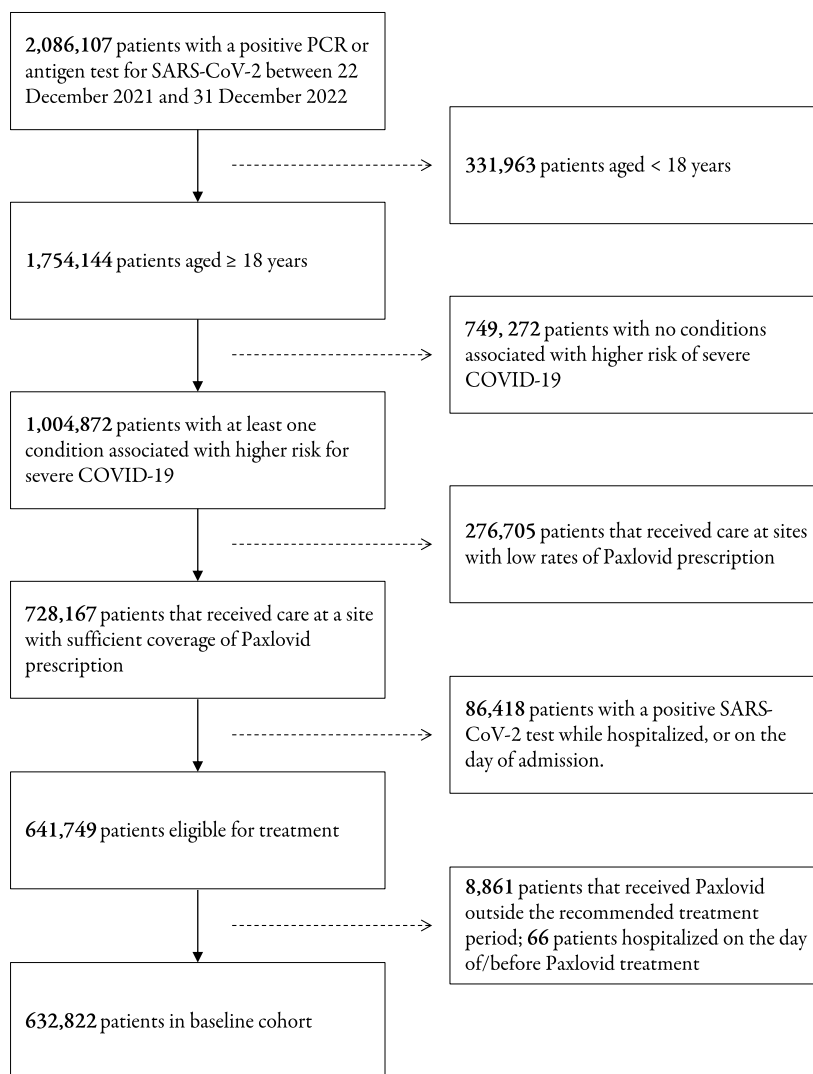 2,086,107 patients with a positive PCR or
antigen test for SARS-CoV-2 between 22
December 2021 and 31 December 2022
331,963 patients aged < 18 years
1,754,144 patients aged ≥ 18 years
749, 272 patients with no conditions
associated with higher risk of severe
COVID-19
1,004,872 patients with at least one
condition associated with higher risk for
severe COVID-19
276,705 patients that received care at sites
with low rates of Paxlovid prescription
728,167 patients that received care at a site
with sufficient coverage of Paxlovid
prescription
86,418 patients with a positive SARS-
CoV-2 test while hospitalized, or on the
day of admission.
641,749 patients eligible for treatment
8,861 patients that received Paxlovid
outside the recommended treatment
period; 66 patients hospitalized on the day
of/before Paxlovid treatment
632,822 patients in baseline cohort